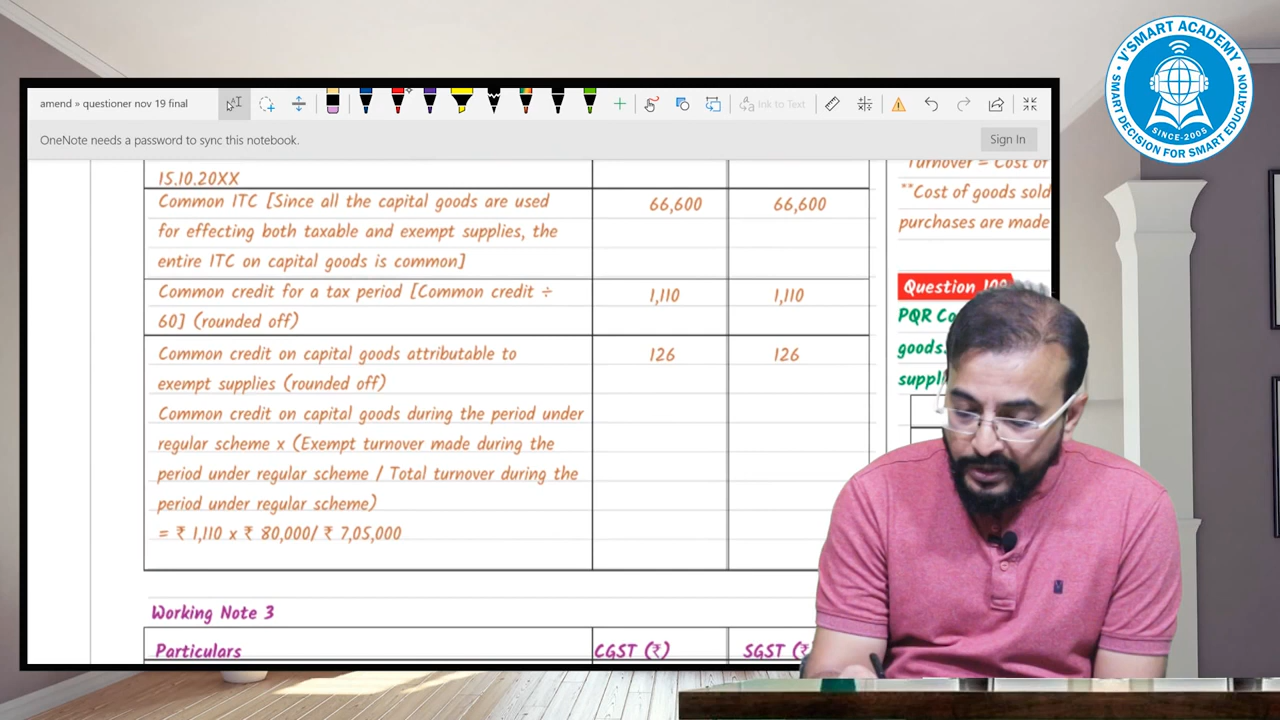 V'SMART ACADEMY
SINCE-2005
SMART DECISION FOR SMART EDUCATION
amend » questioner nov 19 final
Ink to Text
OneNote needs a password to sync this notebook.
Sign In
15.10.20XX
Common ITC [Since all the capital goods are used
for effecting both taxable and exempt supplies, the
entire ITC on capital goods is common]
66,600
66,600
Common credit for a tax period [Common credit ÷
60] (rounded off)
1,110
1,110
Common credit on capital goods attributable to
exempt supplies (rounded off)
126
126
Common credit on capital goods during the period under
regular scheme x (Exempt turnover made during the
period under regular scheme / Total turnover during the
period under regular scheme)
= ₹ 1,110 x ₹ 80,000/ ₹ 7,05,000
Working Note 3
Particulars
CGST (₹)
SGST (₹
Turnover = Cost of
**Cost of goods sold
purchases are made
Question
PQR
goods.